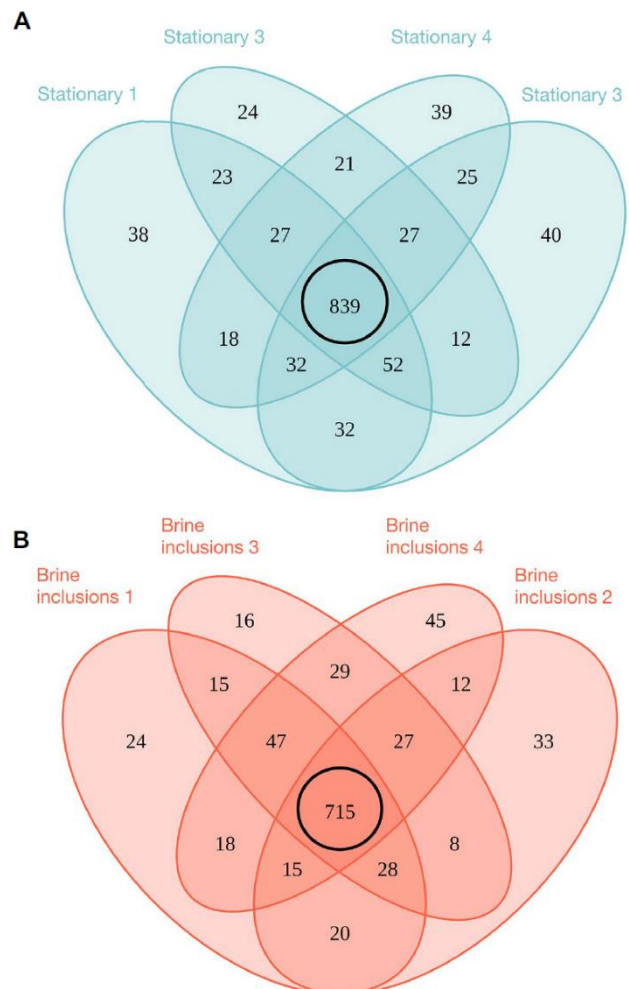 A
Stationary 3
Stationary 4
Stationary 1
Stationary 3
24
39
23
21
25
38
27
27
40
839
18
32
52
12
32
B
Brine
inclusions 3
Brine
inclusions 4
Brine
inclusions 1
Brine
inclusions 2
16
45
15
29
12
24
47
27
33
715
18
15
28
8
20